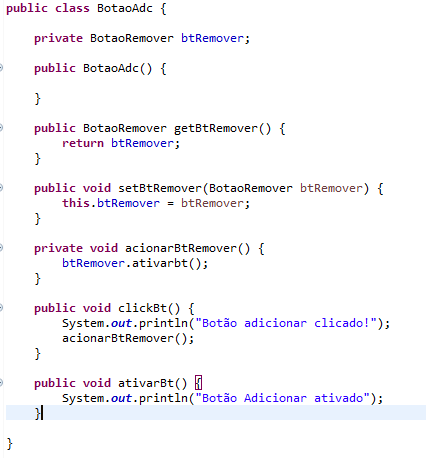 public class BotaoAdc {
private BotaoRemover btRemover;
public BotaoAdc() {
}
public BotaoRemover getBtRemover() {
return btRemover;
}
public void setBtRemover(BotaoRemover btRemover) {
this.btRemover = btRemover;
}
private void acionarBtRemover() {
btRemover.ativarbt();
}
public void clickBt() {
System.out.println("Botão adicionar clicado!");
acionarBtRemover();
}
public void ativarBt() {
System.out.println("Botão Adicionar ativado");
}
}